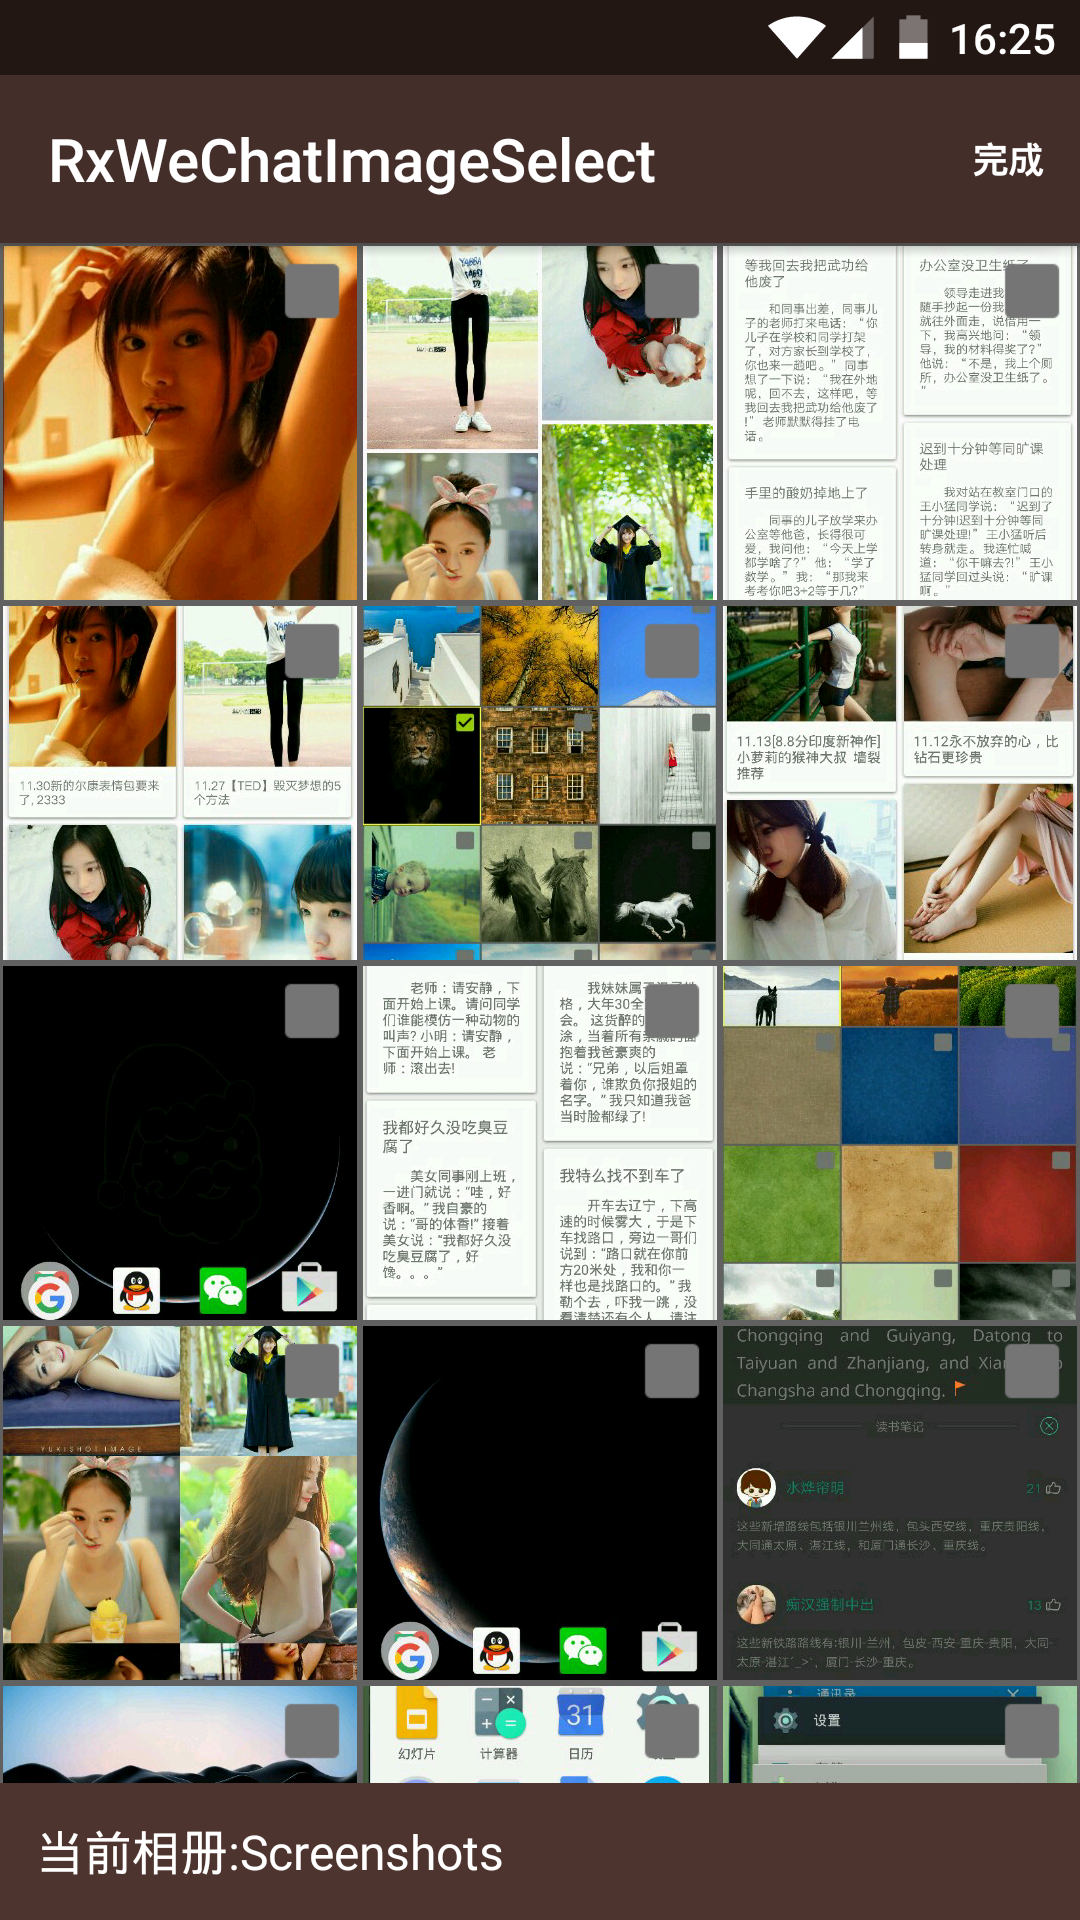 16:25
RxWeChatImageSelect
完成
等我回去我把武功给
他废了
和同事出差，同事儿
子的老师打来电话：“你
儿子在学校和同学打架
了，对方家长到学校了，
你也来一趟吧。” 同事
想了一下说：“我在外地
呢，回不去，这样吧，等
我回去我把武功给他废了
!” 老师默默得挂了电
话。
手里的酸奶掉地上了
同事的儿子放学来办
公室等他爸，长得很可
爱，我问他：“今天上学
都学啥了?” 他：“学了
数学。” 我：“那我来
考考你吧3+2等于几?”
办公室没卫生纸了
领导走进我
随手抄起一份我
就往外面走，说借用一
下，我高兴地问：“领
导，我的材料得奖了?”
他说：“不是，我上个厕
所，办公室没卫生纸了。
”
迟到十分钟等同旷课
处理
我对站在教室门口的
王小猛同学说：“迟到了
十分钟!迟到十分钟等同
旷课处理!” 王小猛听后
转身就走。我连忙喊
道：“你干嘛去?!” 王小
猛同学回过头说：“旷课
啊。”
11.30新的尔康表情包要来
了, 2333
11.27【TED】毁灭梦想的5
个方法
11.13[8.8分印度新神作]
小萝莉的猴神大叔 墙裂
推荐
11.12永不放弃的心，比
钻石更珍贵
老师：请安静，下
面开始上课。请问同学
们谁能模仿一种动物的
叫声? 小明：请安静，
下面开始上课。 老
师：滚出去!
我都好久没吃臭豆
腐了
美女同事刚上班，
一进门就说：“哇，好
香啊。” 我自豪的
说：“哥的体香!” 接着
美女说：“我都好久没
吃臭豆腐了，好
馋。。。”
我妹妹属
格，大年30全
会。 这货醉的
涂，当着所有亲戚的面
抱着我爸豪爽的
说：“兄弟，以后姐罩
着你，谁欺负你报姐的
名字。” 我只知道我爸
当时脸都绿了!
我特么找不到车了
开车去辽宁，下高
速的时候雾大，于是下
车找路口，旁边一哥们
说到：“路口就在你前
方20米处，我和你一
样也是找路口的。” 我
勒个去，吓我一跳，没
看清楚还有个人，请注
YUKISHOT IMAGE
Chongqing and Guiyang, Datong to
Taiyuan and Zhanjiang, and Xia
Changsha and Chongqing.
读书笔记
水烨帘明
21
这些新增路线包括银川兰州线，包头西安线，重庆贵阳线，
大同通太原、湛江线，和厦门通长沙、重庆线。
痴汉强制中出
13
这些新铁路路线有:银川-兰州，包皮-西安-重庆-贵阳，大同-
太原-湛江´_>`，厦门-长沙-重庆。
幻灯片
计算器
31
日历
通讯录
设置
当前相册:Screenshots